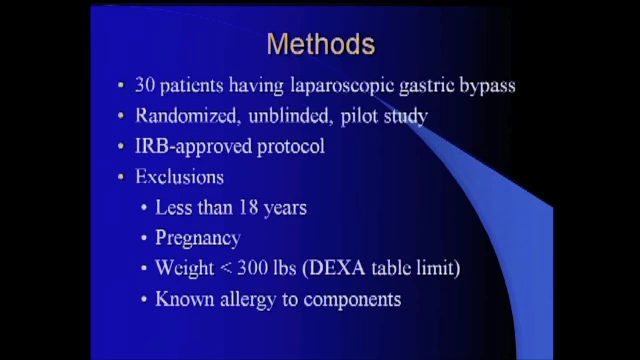 Methods
• 30 patients having laparoscopic gastric bypass
• Randomized, unblinded, pilot study
• IRB-approved protocol
• Exclusions
• Less than 18 years
• Pregnancy
• Weight < 300 lbs (DEXA table limit)
• Known allergy to components